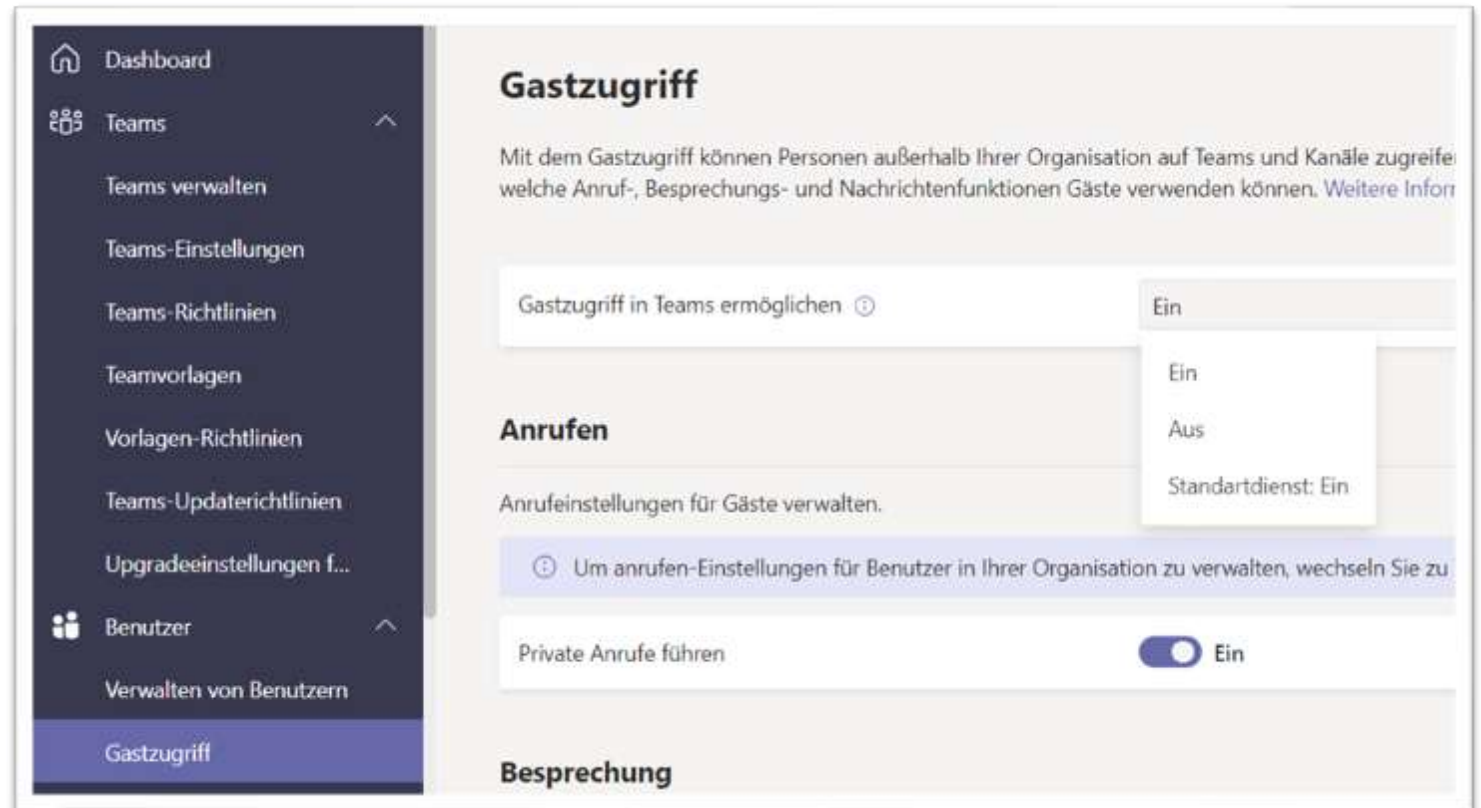 Dashboard
Teams
Teams verwalten
Teams-Einstellungen
Teams-Richtlinien
Teamvorlagen
Vorlagen-Richtlinien
Teams-Updaterichtlinien
Upgradeeinstellungen f...
Benutzer
Verwalten von Benutzern
Gastzugriff
Gastzugriff
Mit dem Gastzugriff können Personen außerhalb Ihrer Organisation auf Teams und Kanäle zugreife
welche Anruf-, Besprechungs- und Nachrichtenfunktionen Gäste verwenden können. Weitere Infor
Gastzugriff in Teams ermöglichen
Ein
Ein
Aus
Standartdienst: Ein
Anrufen
Anrufeinstellungen für Gäste verwalten.
Um anrufen-Einstellungen für Benutzer in Ihrer Organisation zu verwalten, wechseln Sie zu
Private Anrufe führen Ein
Besprechung